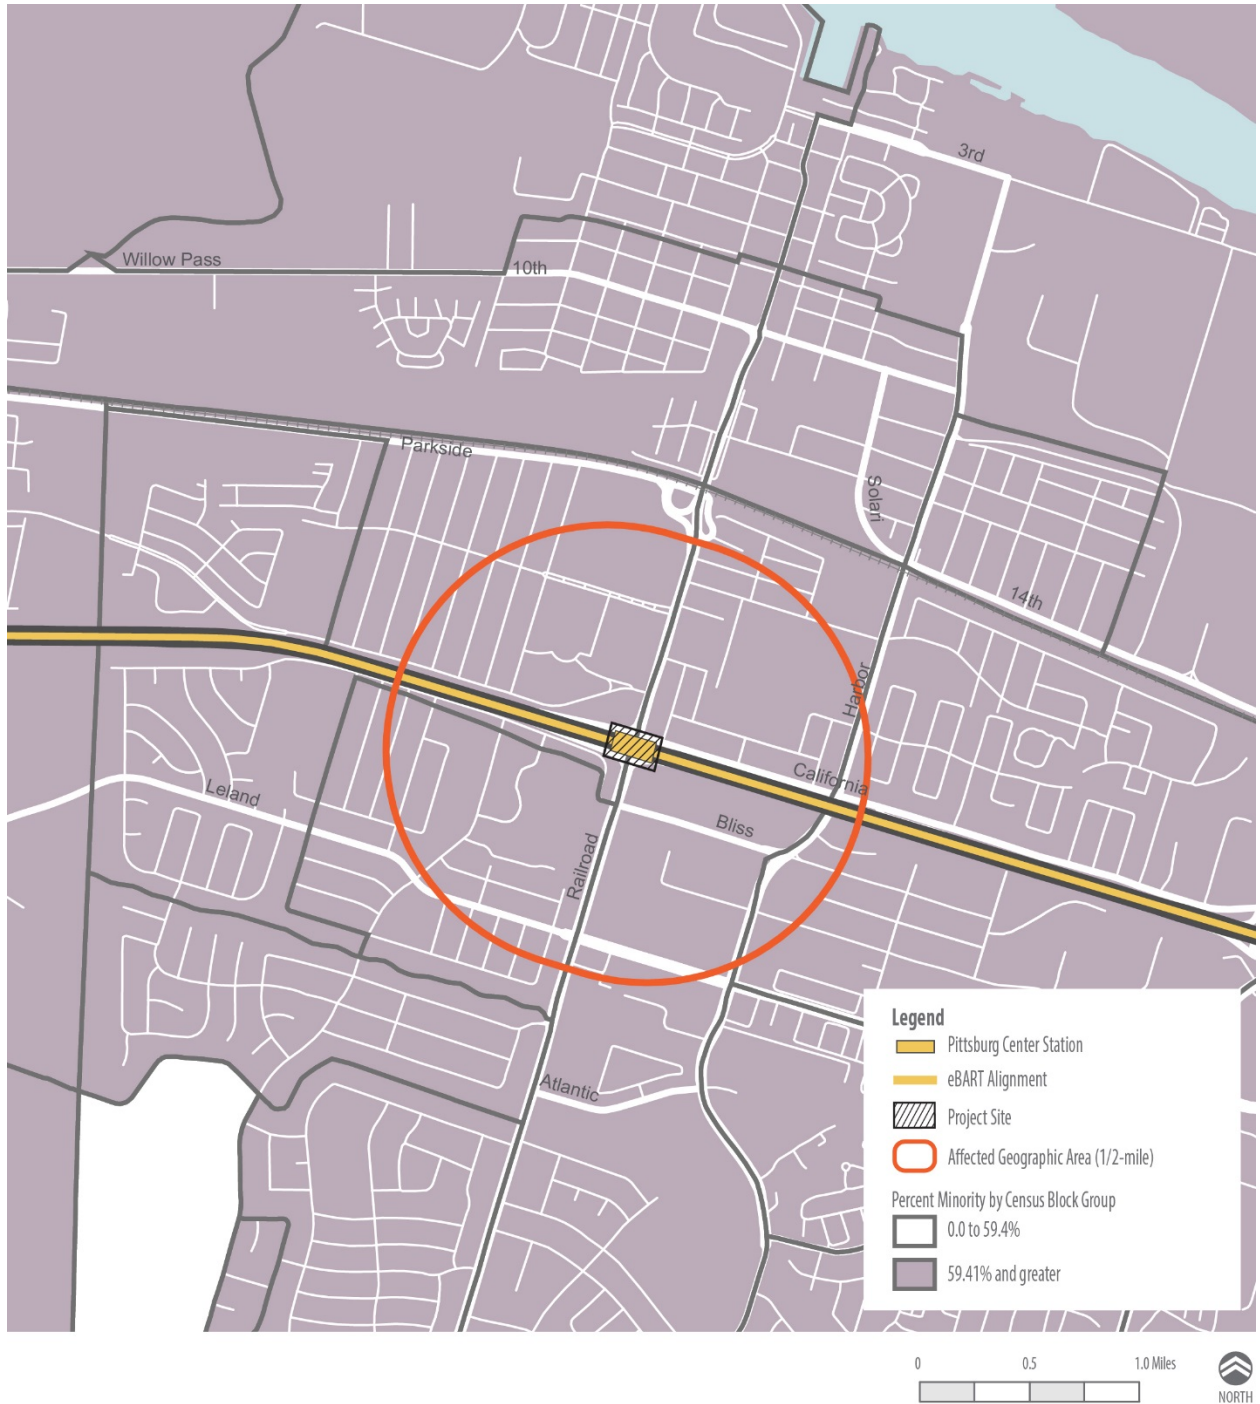 3rd
Willow Pass
10th
Parkside
Solari
14th
Harbor
California
Leland
Bliss
Railroad
Atlantic
Legend
Pittsburg Center Station
eBART Alignment
Project Site
Affected Geographic Area (1/2-mile)
Percent Minority by Census Block Group
0.0 to 59.4%
59.41% and greater
0 0.5 1.0 Miles
NORTH